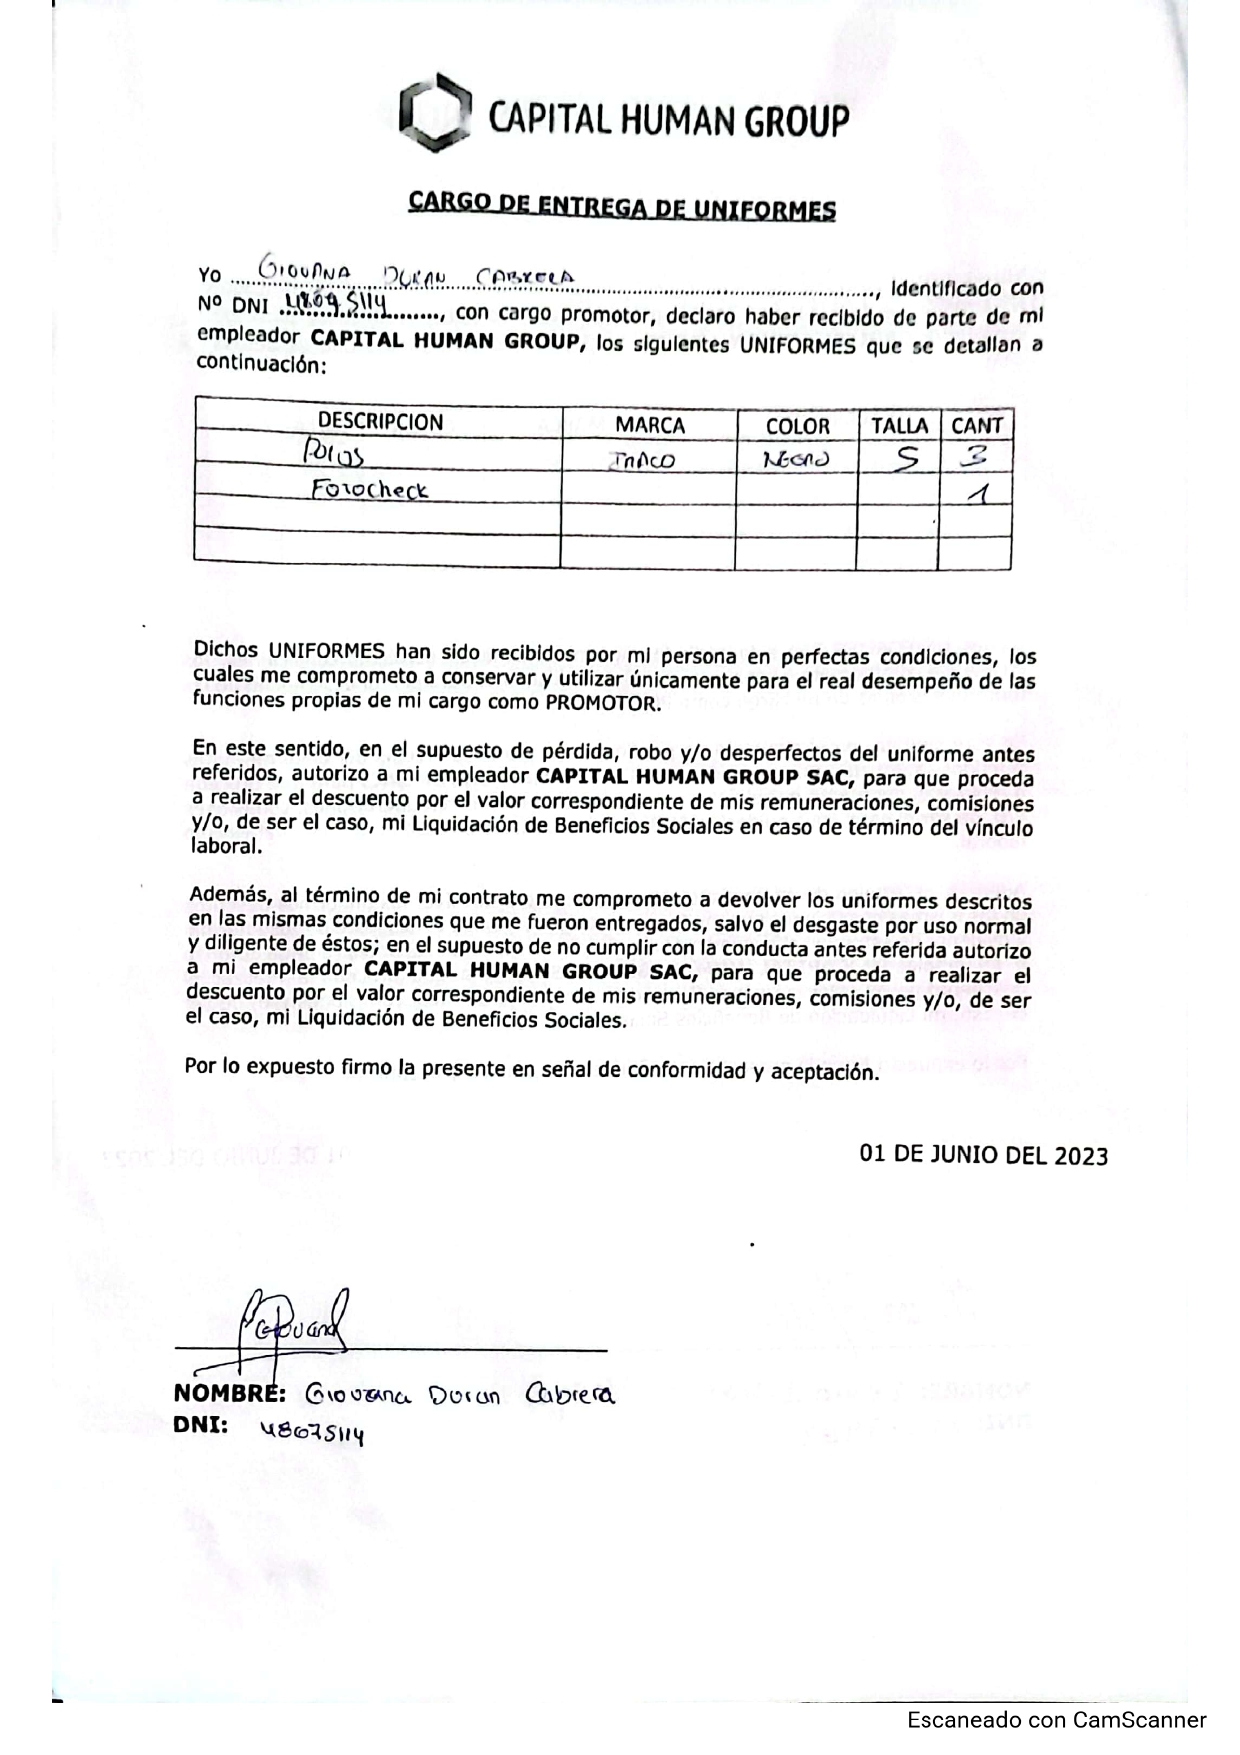 CAPITAL HUMAN GROUP
CARGO DE ENTREGA DE UNIFORMES
Yo GIOVANA DURAN CABRERA, identificado con
Nº DNI 48675114, con cargo promotor, declaro haber recibido de parte de mi
empleador CAPITAL HUMAN GROUP, los siguientes UNIFORMES que se detallan a
continuación:
DESCRIPCION MARCA COLOR TALLA CANT
Polos NEGRO S 3
Fotocheck 1
Dichos UNIFORMES han sido recibidos por mi persona en perfectas condiciones, los
cuales me comprometo a conservar y utilizar únicamente para el real desempeño de las
funciones propias de mi cargo como PROMOTOR.
En este sentido, en el supuesto de pérdida, robo y/o desperfectos del uniforme antes
referidos, autorizo a mi empleador CAPITAL HUMAN GROUP SAC, para que proceda
a realizar el descuento por el valor correspondiente de mis remuneraciones, comisiones
y/o, de ser el caso, mi Liquidación de Beneficios Sociales en caso de término del vínculo
laboral.
Además, al término de mi contrato me comprometo a devolver los uniformes descritos
en las mismas condiciones que me fueron entregados, salvo el desgaste por uso normal
y diligente de éstos; en el supuesto de no cumplir con la conducta antes referida autorizo
a mi empleador CAPITAL HUMAN GROUP SAC, para que proceda a realizar el
descuento por el valor correspondiente de mis remuneraciones, comisiones y/o, de ser
el caso, mi Liquidación de Beneficios Sociales.
Por lo expuesto firmo la presente en señal de conformidad y aceptación.
01 DE JUNIO DEL 2023
NOMBRE: Giovana Duran Cabrera
DNI: 48675114
Escaneado con CamScanner